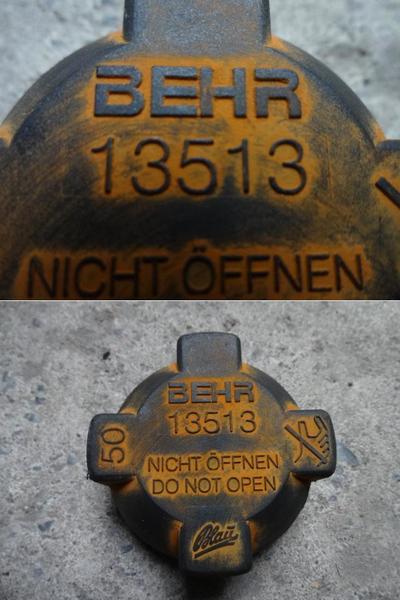 BEHR
13513
NICHT ÖFFNEN
BEHR
13513
50
NICHT ÖFFNEN
DO NOT OPEN
Blau